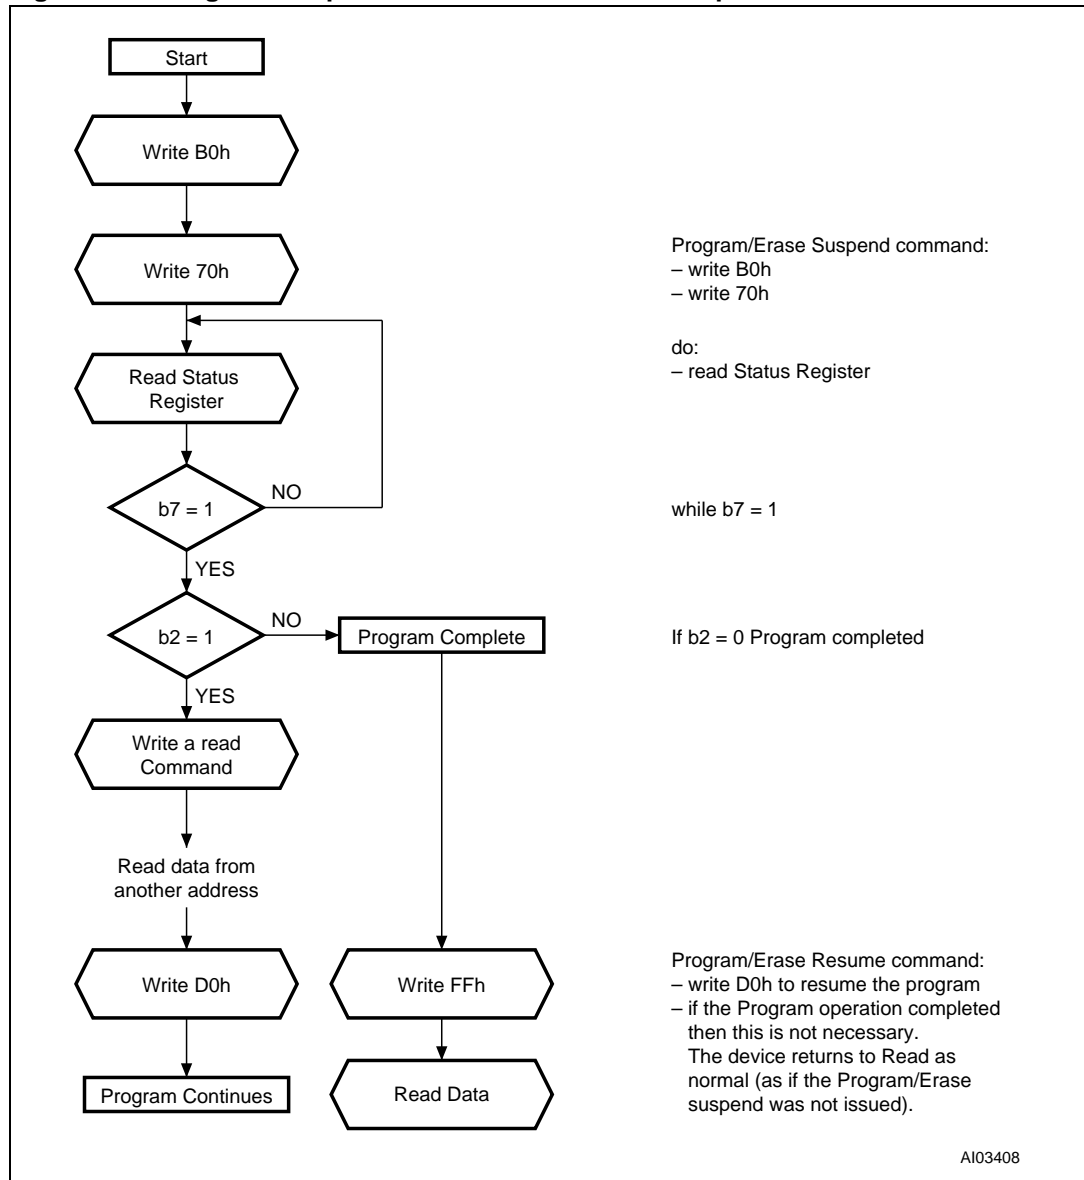 Start
Write B0h
Write 70h
Program/Erase Suspend command:
– write B0h
– write 70h
do:
– read Status Register
Read Status
Register
NO
b7 = 1
while b7 = 1
YES
NO
b2 = 1
Program Complete
If b2 = 0 Program completed
YES
Write a read
Command
Read data from
another address
Write D0h
Write FFh
Program/Erase Resume command:
– write D0h to resume the program
– if the Program operation completed
then this is not necessary.
The device returns to Read as
normal (as if the Program/Erase
suspend was not issued).
Program Continues
Read Data
AI03408